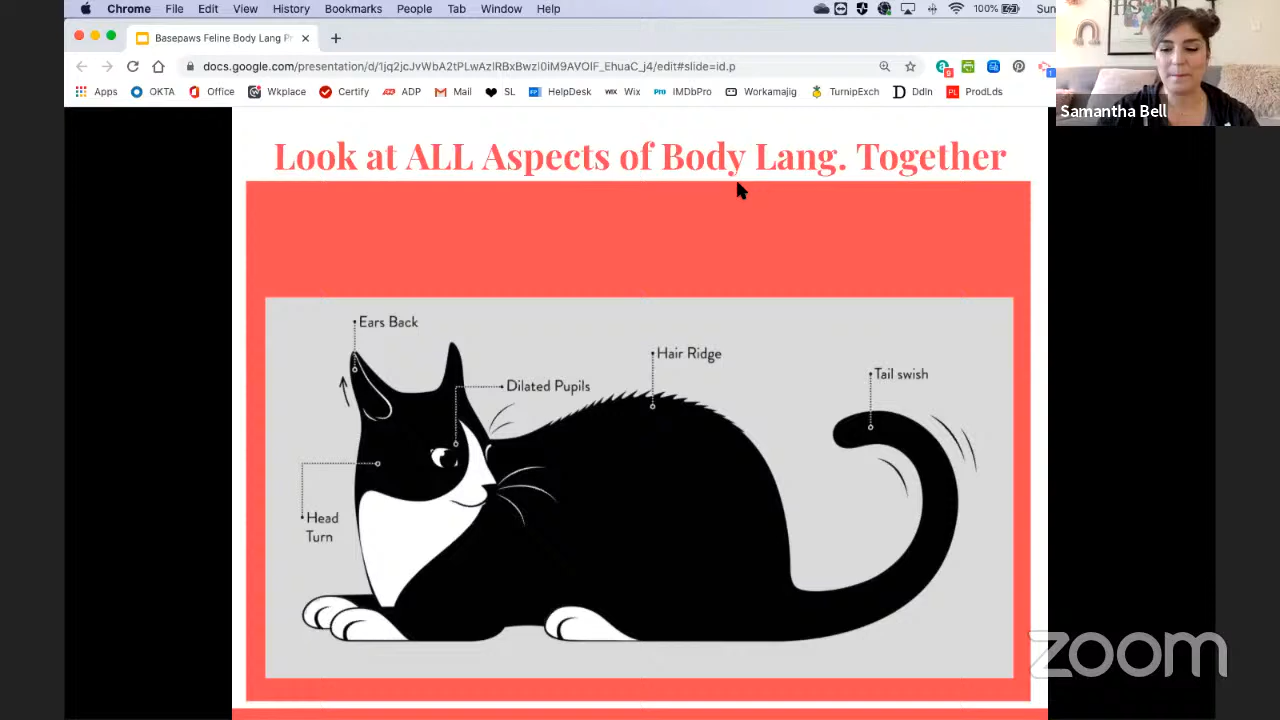 Chrome File Edit View History Bookmarks People Tab Window Help 100% Sun
Basepaws Feline Body Lang Pr
docs.google.com/presentation/d/1jq2jcJvWbA2tPLwAzlRBxBwzl0iM9AVOlF_EhuaC_j4/edit#slide=id.p
Apps OKTA Office Wkplace Certify ADP Mail SL HelpDesk Wix IMDbPro Workamajig TurnipExch DdIn ProdLds
Samantha Bell
Look at ALL Aspects of Body Lang. Together
Ears Back
Hair Ridge
Tail swish
Dilated Pupils
Head
Turn
zoom